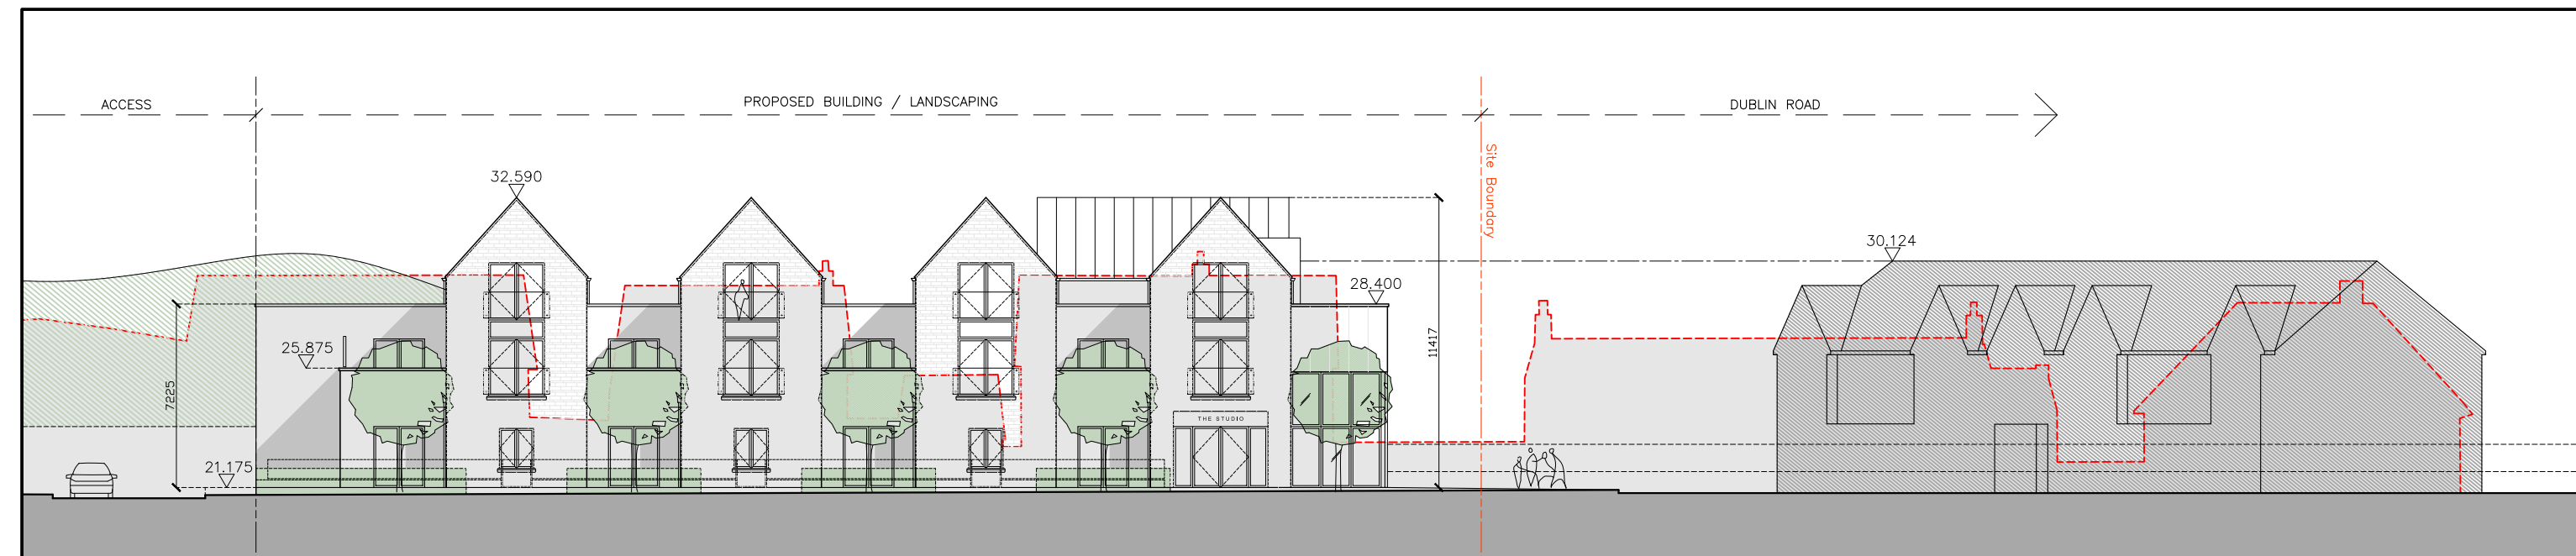 ACCESS
PROPOSED BUILDING / LANDSCAPING
DUBLIN ROAD
Site Boundary
32.590
30.124
28.400
25.875
11417
7225
THE STUDIO
21.175